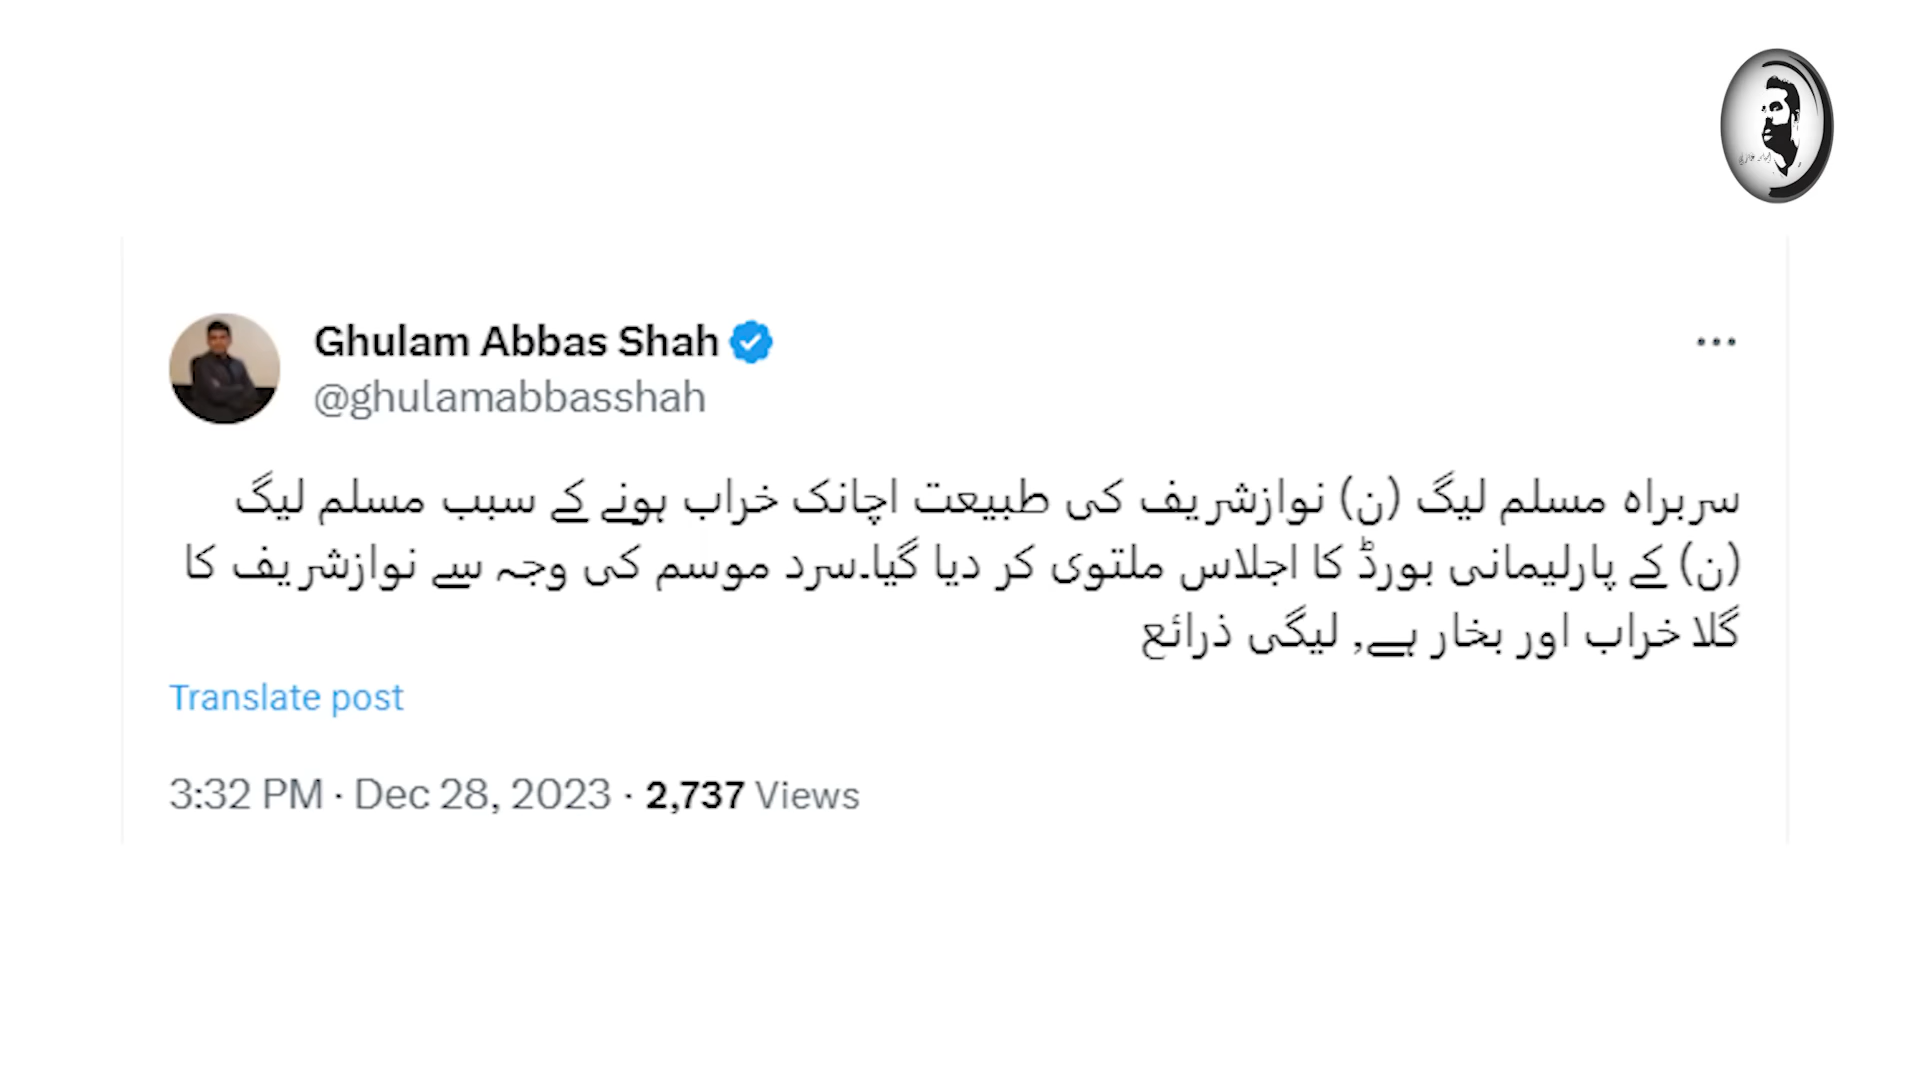 Ghulam Abbas Shah
@ghulamabbasshah
سربراہ مسلم لیگ (ن) نوازشریف کی طبیعت اچانک خراب ہونے کے سبب مسلم لیگ
(ن) کے پارلیمانی بورڈ کا اجلاس ملتوی کر دیا گیا۔سرد موسم کی وجہ سے نوازشریف کا
گلا خراب اور بخار ہے, لیگی ذرائع
Translate post
3:32 PM · Dec 28, 2023 · 2,737 Views